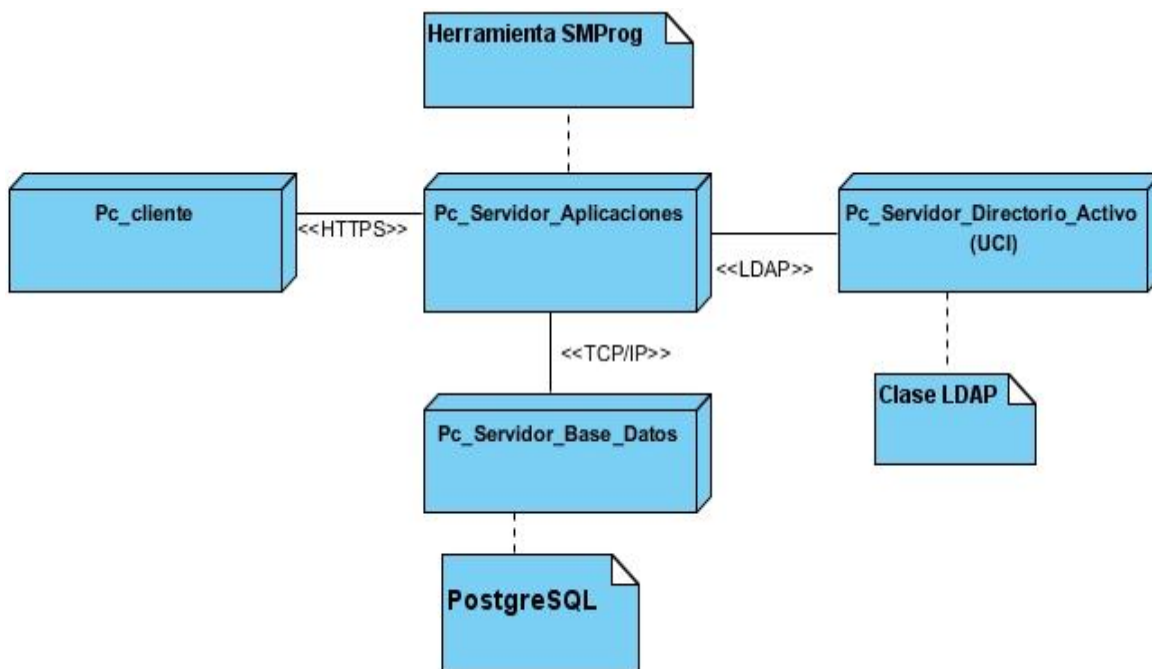 Herramienta SMProg
Pc_cliente
<<HTTPS>>
Pc_Servidor_Aplicaciones
<<LDAP>>
Pc_Servidor_Directorio_Activo
(UCI)
<<TCP/IP>>
Clase LDAP
Pc_Servidor_Base_Datos
PostgreSQL